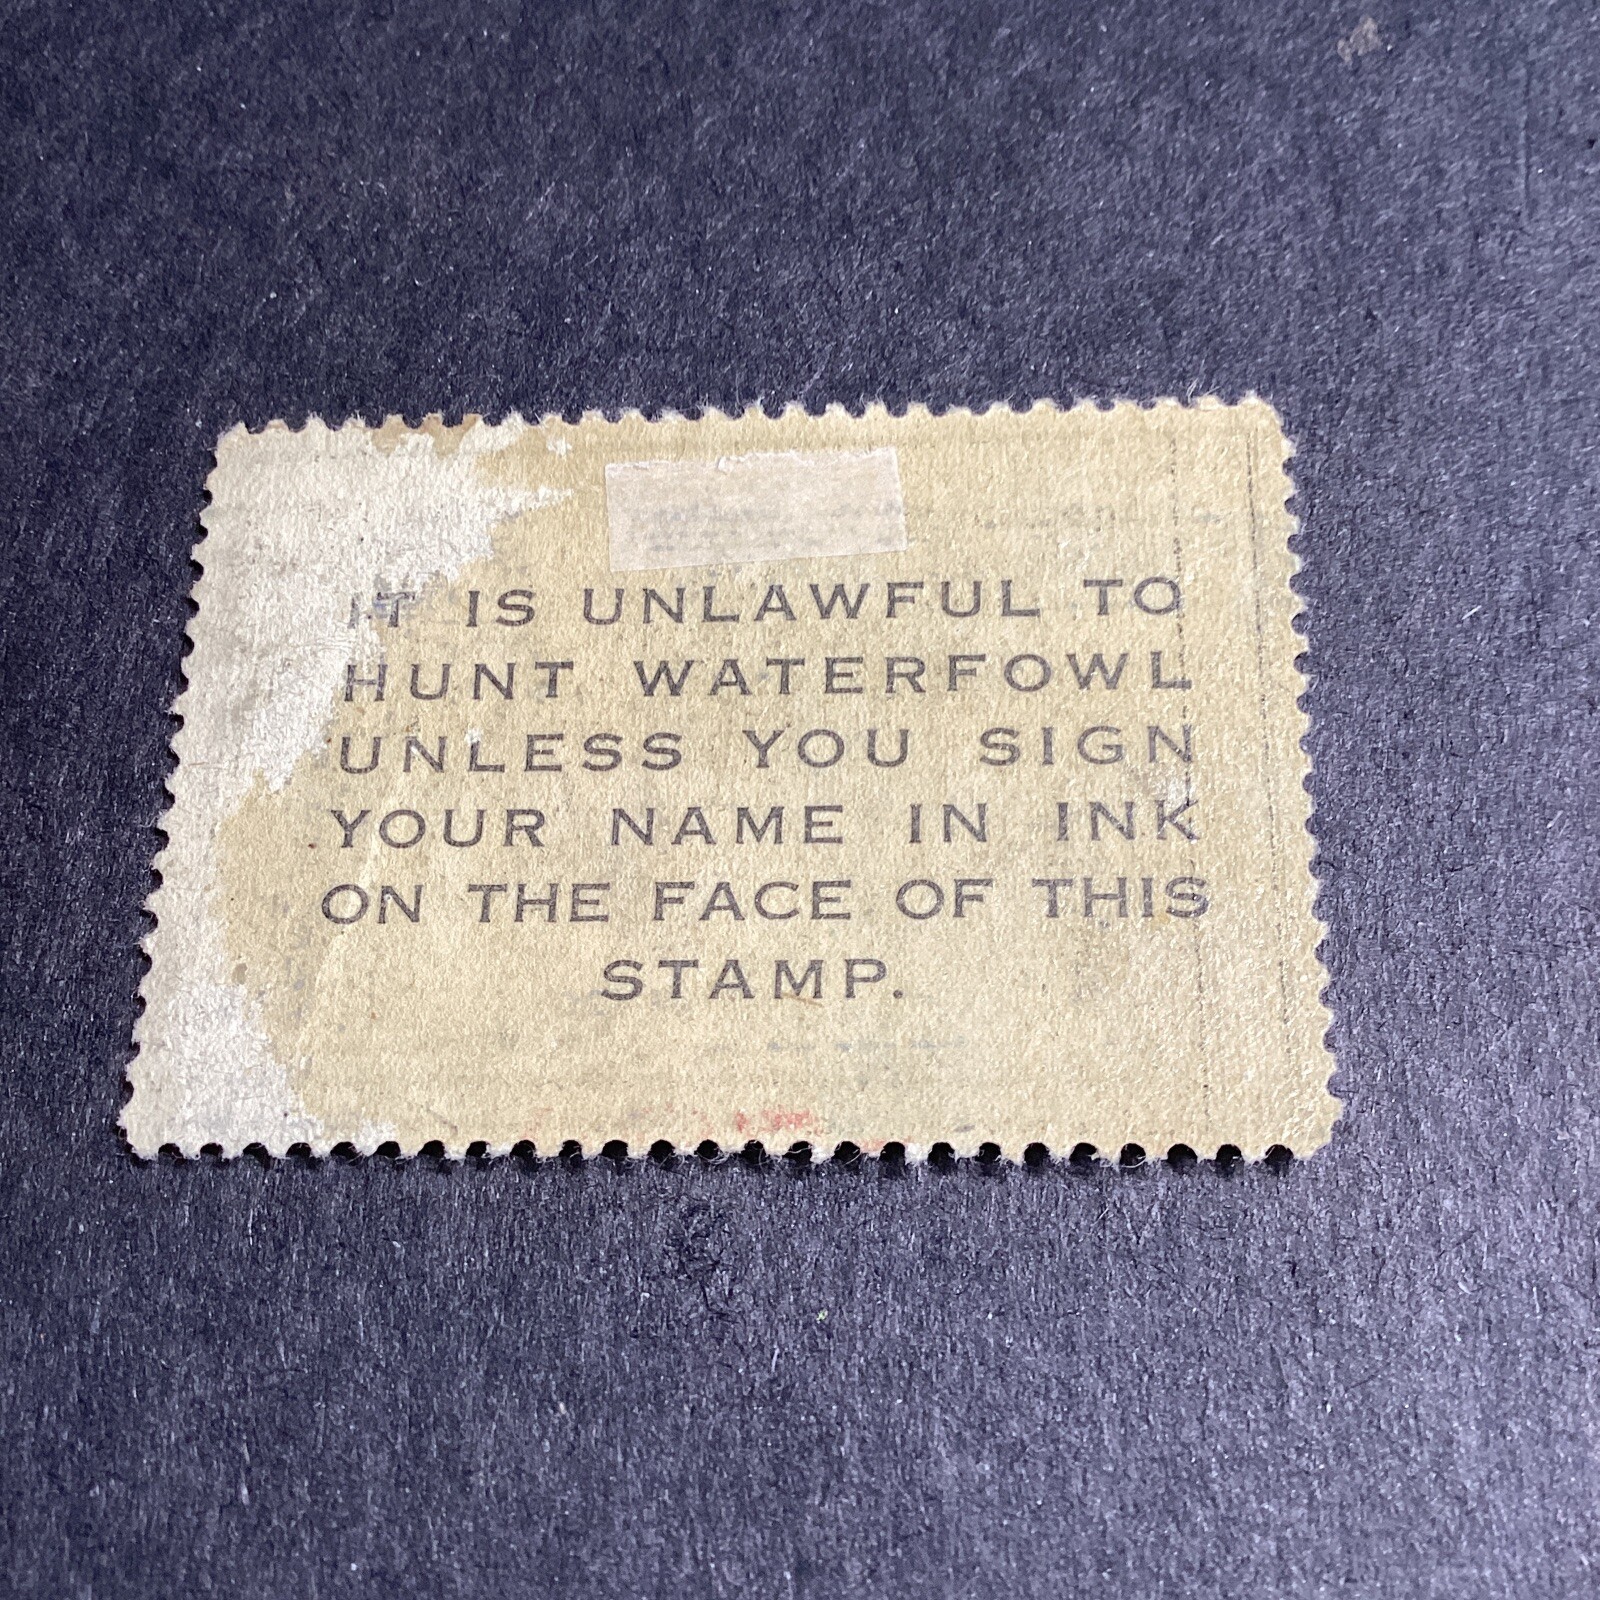 IT IS UNLAWFUL TO
HUNT WATERFOWL
UNLESS YOU SIGN
YOUR NAME IN INK
ON THE FACE OF THIS
STAMP.